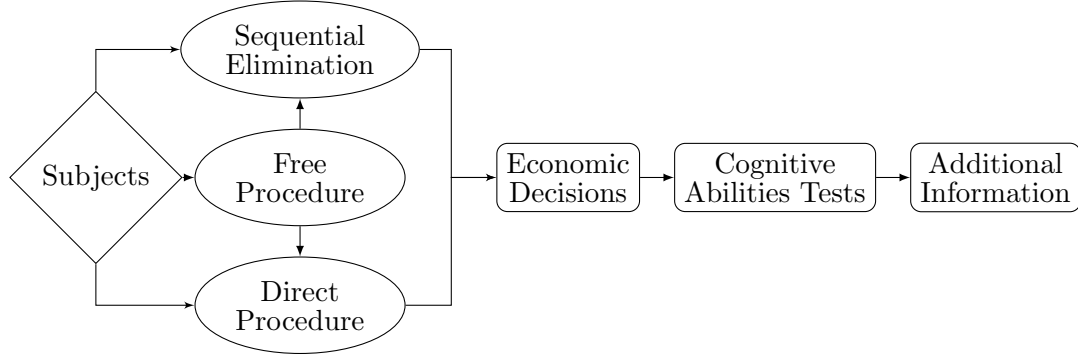 Sequential
Elimination
Subjects
Free
Procedure
Direct
Procedure
Economic
Decisions
Cognitive
Abilities Tests
Additional
Information